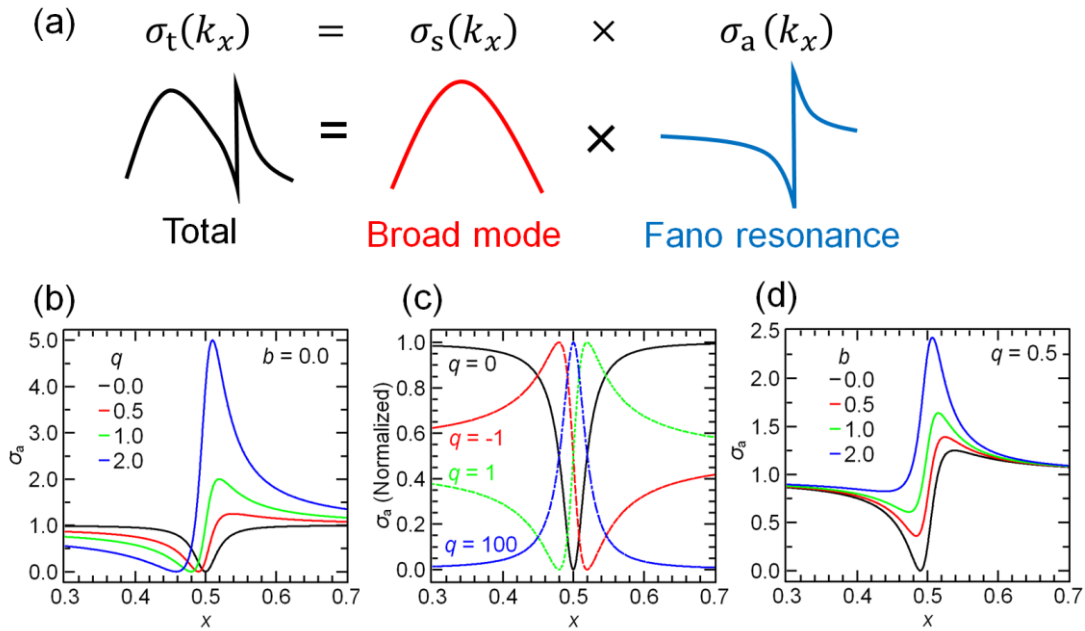 (a) σt(kx) = σs(kx) × σa(kx)
= ×
Total Broad mode Fano resonance
(b)
5.0
4.0
3.0
2.0
1.0
0.0
σa
q
0.0
0.5
1.0
2.0
b = 0.0
0.3 0.4 0.5 0.6 0.7
x
(c)
1.0
0.8
0.6
0.4
0.2
0.0
σa (Normalized)
q = 0
q = -1
q = 1
q = 100
0.3 0.4 0.5 0.6 0.7
x
(d)
2.5
2.0
1.5
1.0
0.5
0.0
σa
b
0.0
0.5
1.0
2.0
q = 0.5
0.3 0.4 0.5 0.6 0.7
x